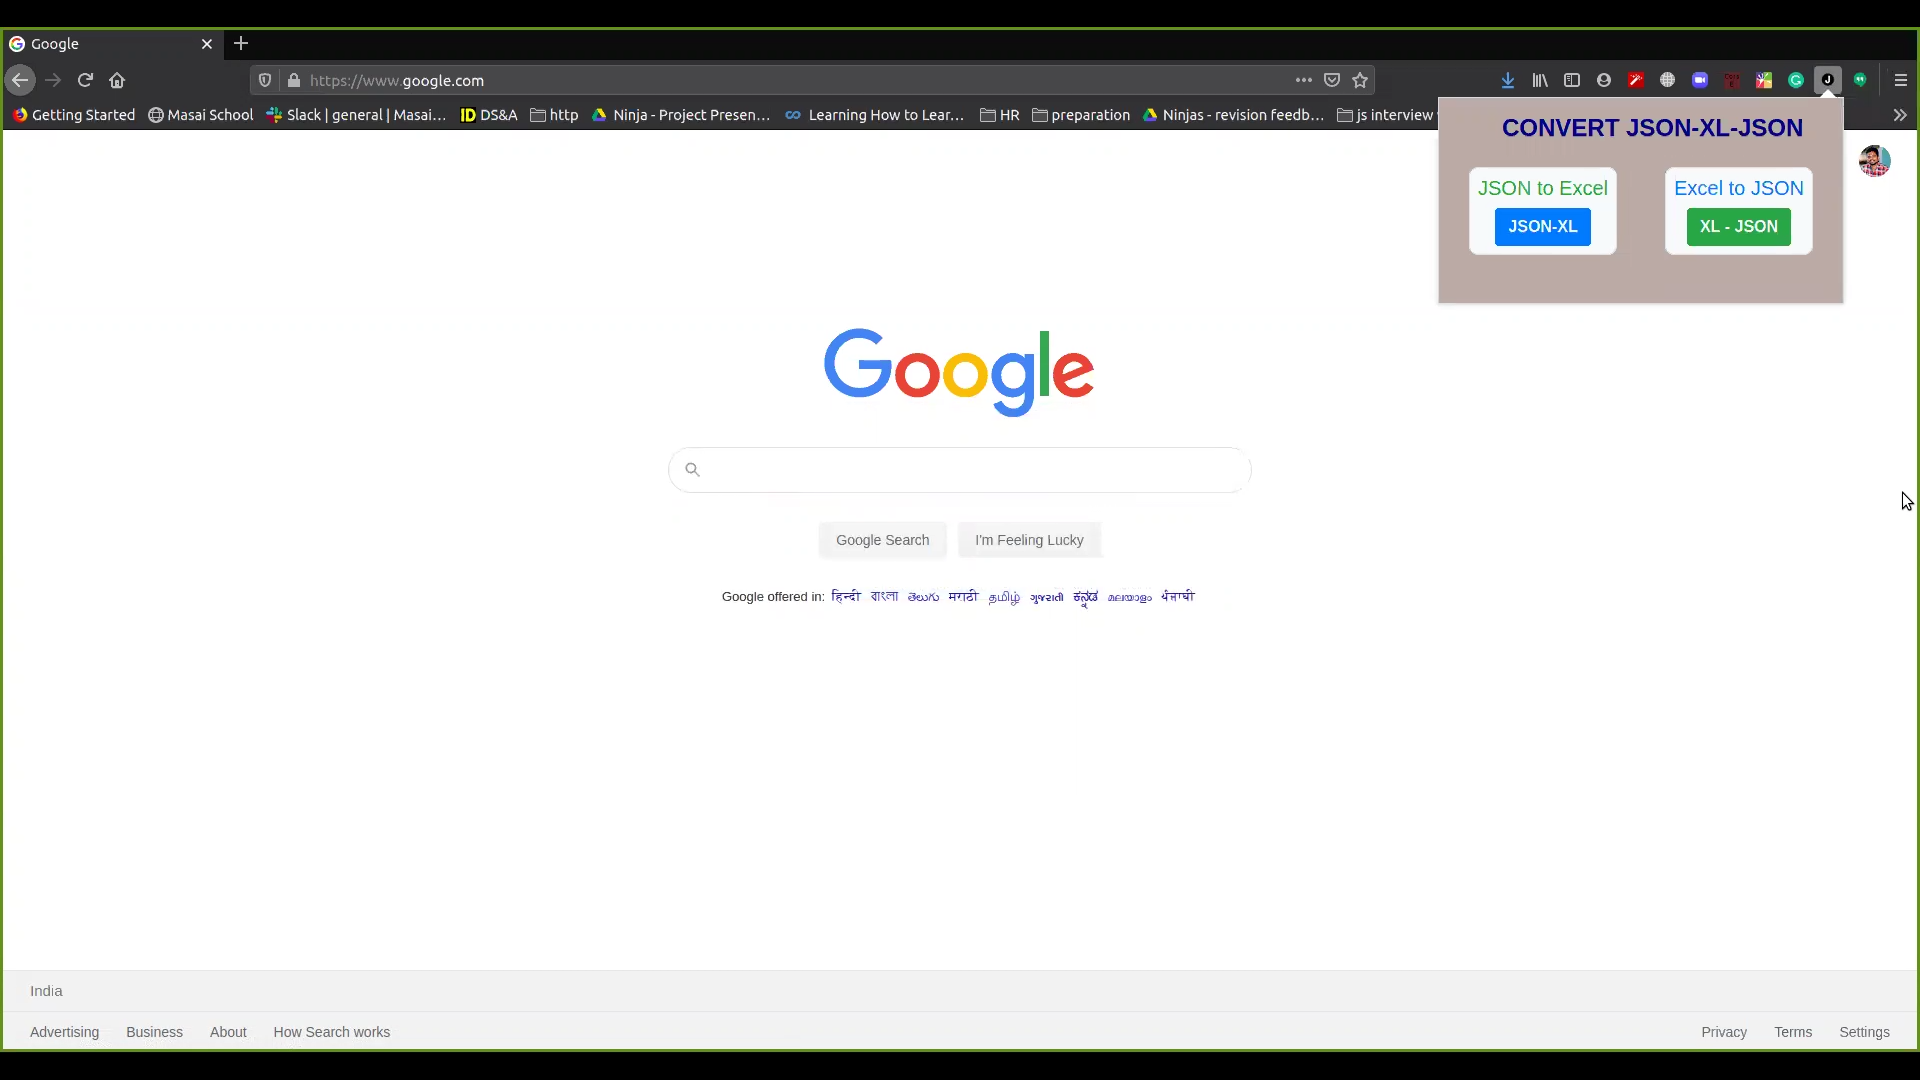 Google
https://www.google.com
Getting Started Masai School Slack | general | Masai... DS&A http Ninja - Project Presen... Learning How to Lear... HR preparation Ninjas - revision feedb... js interview
CONVERT JSON-XL-JSON
JSON to Excel Excel to JSON
JSON-XL XL - JSON
Google
Google Search I'm Feeling Lucky
Google offered in: हिन्दी বাংলা తెలుగు मराठी தமிழ் ગુજરાતી ಕನ್ನಡ മലയാളം ਪੰਜਾਬੀ
India
Advertising Business About How Search works Privacy Terms Settings